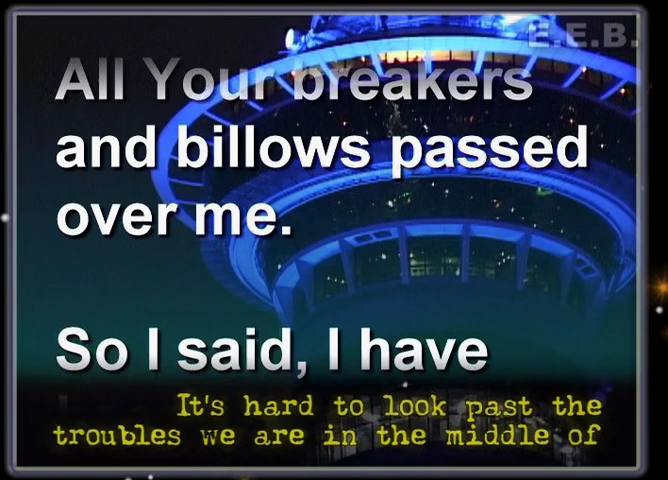 E.E.B.
All Your breakers
and billows passed
over me.
So I said, I have
It's hard to look past the
troubles we are in the middle of